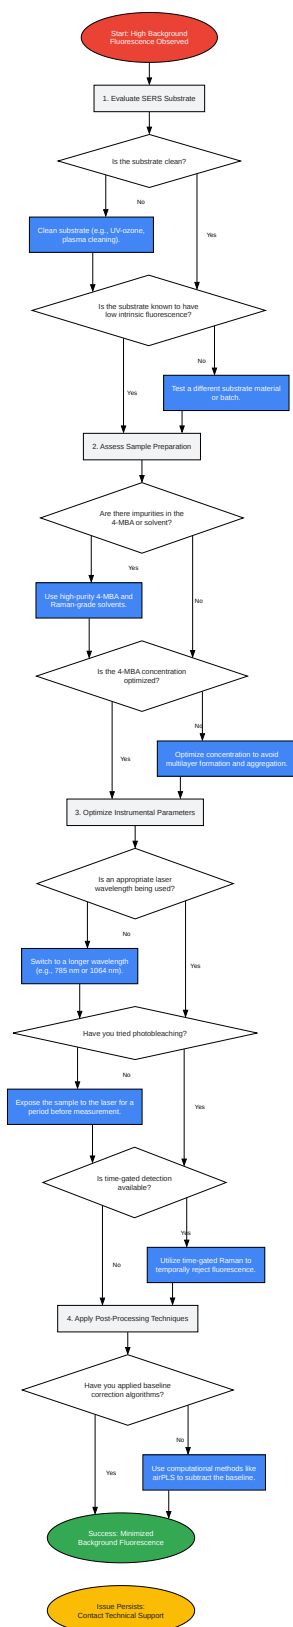 Start: High Background
Fluorescence Observed
1. Evaluate SERS Substrate
Is the substrate clean?
No
Yes
Clean substrate (e.g., UV-ozone,
plasma cleaning).
Is the substrate known to have
low intrinsic fluorescence?
No
Yes
Test a different substrate material
or batch.
2. Assess Sample Preparation
Are there impurities in the
4-MBA or solvent?
Yes
No
Use high-purity 4-MBA and
Raman-grade solvents.
Is the 4-MBA concentration
optimized?
No
Yes
Optimize concentration to avoid
multilayer formation and aggregation.
3. Optimize Instrumental Parameters
Is an appropriate laser
wavelength being used?
No
Yes
Switch to a longer wavelength
(e.g., 785 nm or 1064 nm).
Have you tried photobleaching?
No
Yes
Expose the sample to the laser for a
period before measurement.
Is time-gated detection
available?
Yes
No
Utilize time-gated Raman to
temporally reject fluorescence.
4. Apply Post-Processing Techniques
Have you applied baseline
correction algorithms?
No
Yes
Use computational methods like
airPLS to subtract the baseline.
Success: Minimized
Background Fluorescence
Issue Persists:
Contact Technical Support